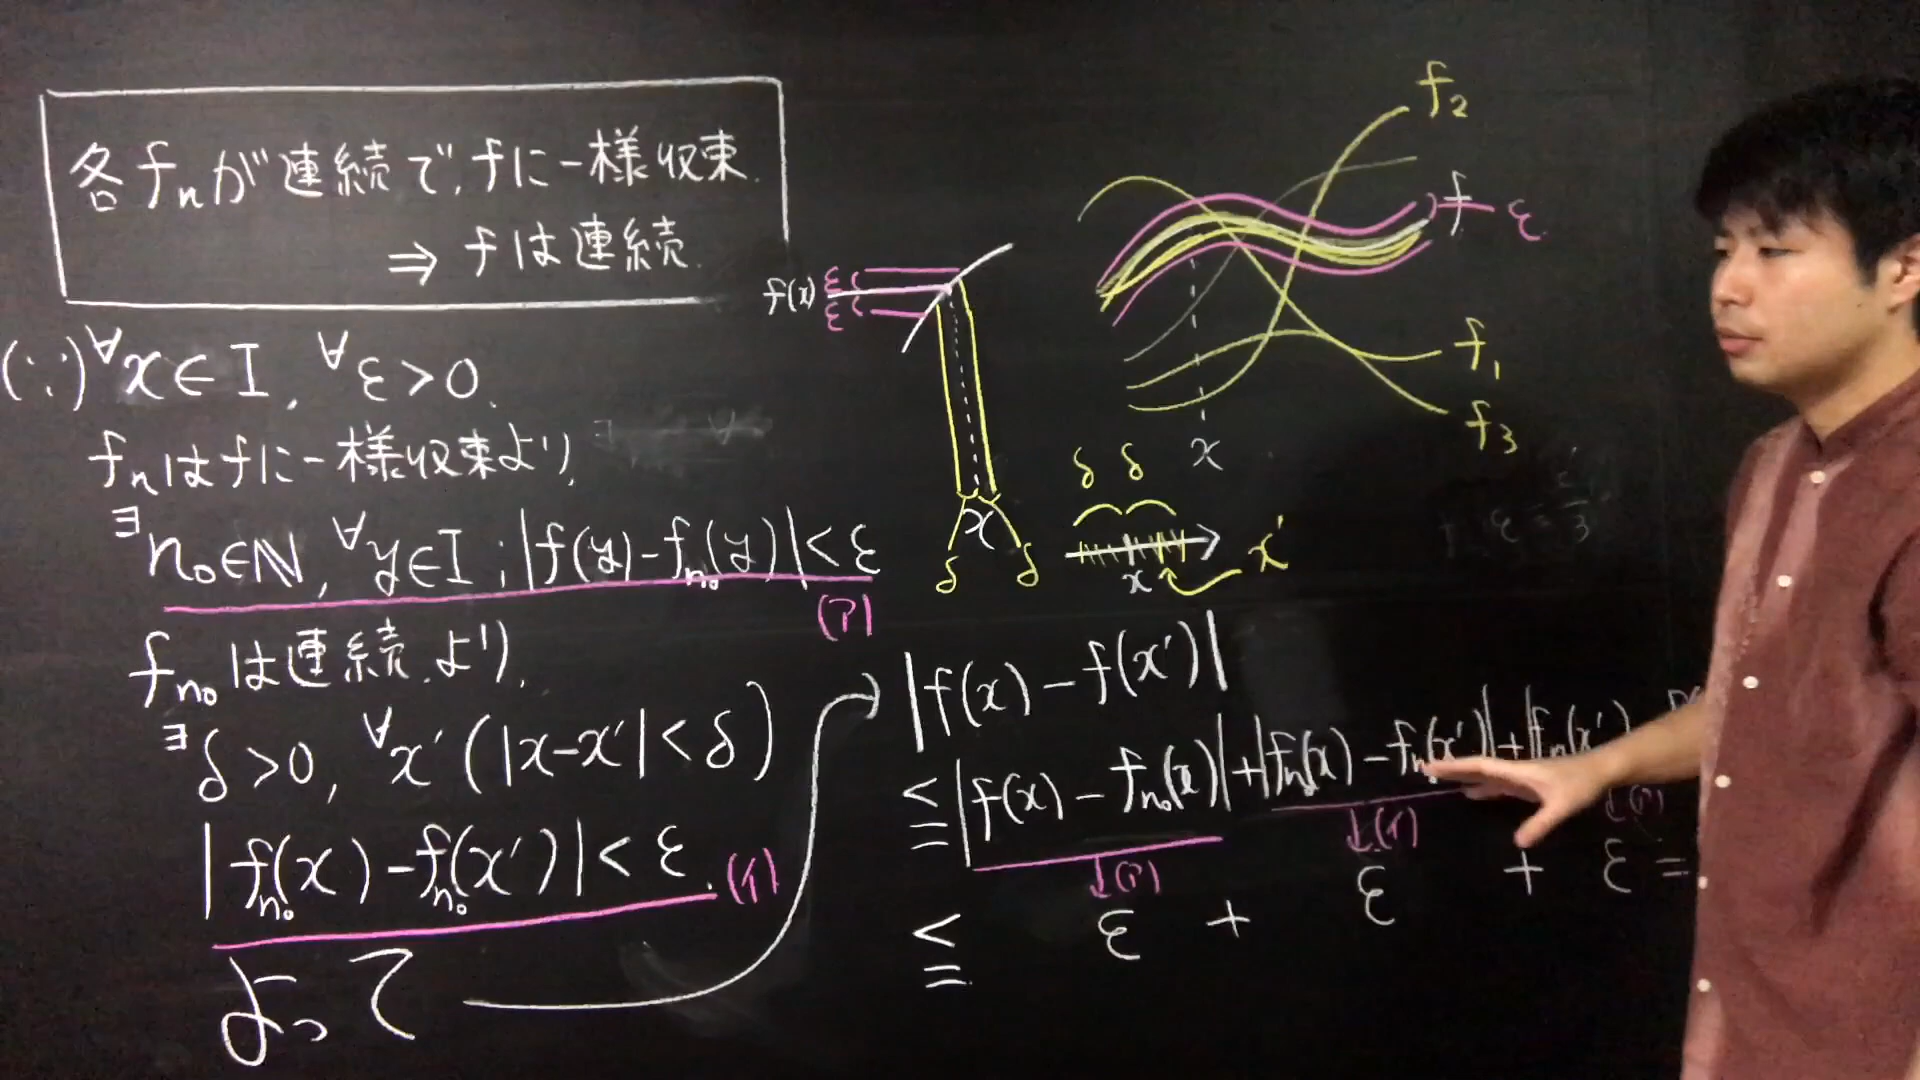 各fnが連続で、fに一様収束.
⇒ fは連続.
(∵) ∀x∈I, ∀ε>0.
fnはfに一様収束より,
∃n₀∈ℕ, ∀y∈I ; |f(y)-fn₀(y)|<ε
(ア)
fn₀は連続.より,
∃δ>0, ∀x'(|x-x'|<δ)
|fn₀(x)-fn₀(x')|<ε. (イ)
よって
f(x) ε
ε
x
δ δ
f2
f ε
f1
f3
x
δ δ
x x'
|f(x)-f(x')|
≦|f(x)-fn₀(x)|+|fn₀(x)-fn₀(x')|+|fn₀(x')
↓(ア) ↓(イ) ↓(ア)
≦ ε + ε + ε =